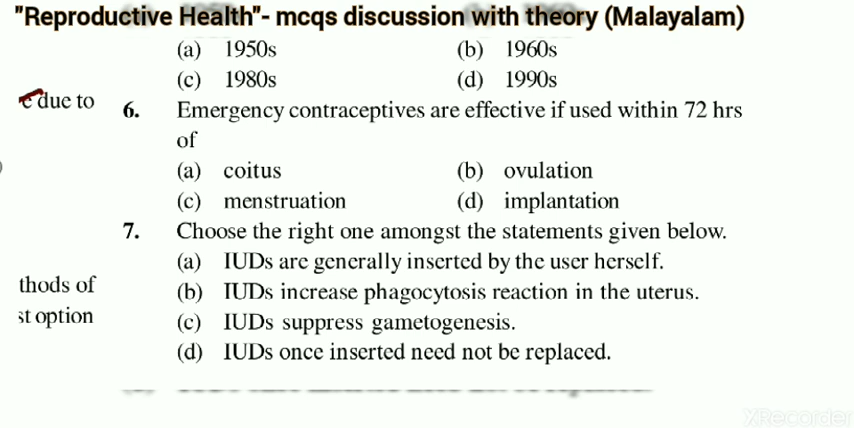 "Reproductive Health"- mcqs discussion with theory (Malayalam)
(a) 1950s (b) 1960s
(c) 1980s (d) 1990s
e due to
6. Emergency contraceptives are effective if used within 72 hrs
of
(a) coitus (b) ovulation
(c) menstruation (d) implantation
7. Choose the right one amongst the statements given below.
(a) IUDs are generally inserted by the user herself.
thods of
(b) IUDs increase phagocytosis reaction in the uterus.
st option
(c) IUDs suppress gametogenesis.
(d) IUDs once inserted need not be replaced.
XRecorder